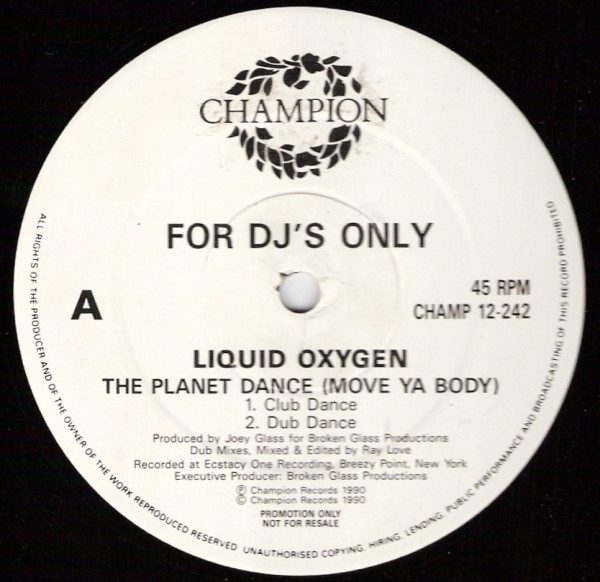 CHAMPION
FOR DJ'S ONLY
A
45 RPM
CHAMP 12-242
LIQUID OXYGEN
THE PLANET DANCE (MOVE YA BODY)
1. Club Dance
2. Dub Dance
Produced by Joey Glass for Broken Glass Productions
Dub Mixes, Mixed & Edited by Ray Love
Recorded at Ecstacy One Recording, Breezy Point, New York
Executive Producer: Broken Glass Productions
Ⓟ Champion Records 1990
© Champion Records 1990
PROMOTION ONLY
NOT FOR RESALE
ALL RIGHTS OF THE PRODUCER AND OF THE OWNER OF THE WORK REPRODUCED RESERVED UNAUTHORISED COPYING, HIRING, LENDING, PUBLIC PERFORMANCE AND BROADCASTING OF THIS RECORD PROHIBITED